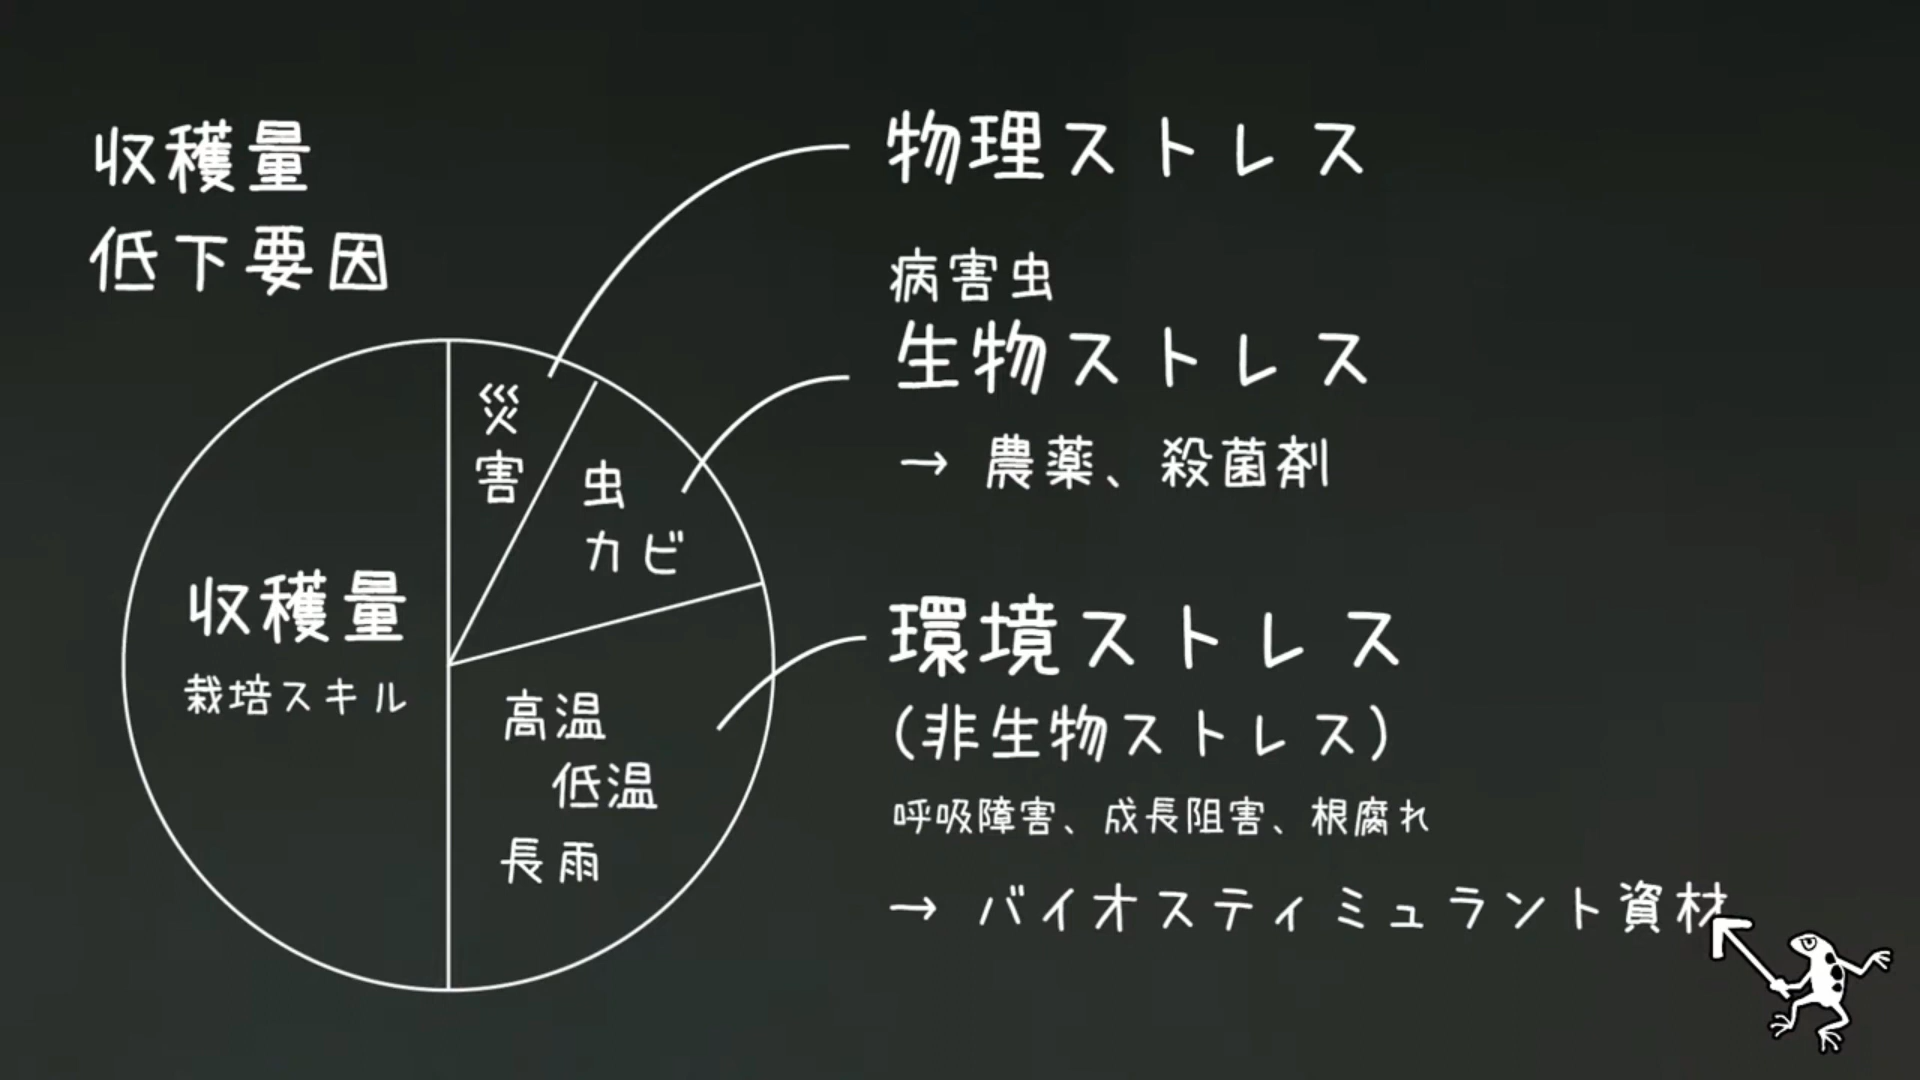 収穫量
低下要因
収穫量
栽培スキル
災害
虫
カビ
高温
低温
長雨
物理ストレス
病害虫
生物ストレス
→ 農薬、殺菌剤
環境ストレス
(非生物ストレス)
呼吸障害、成長阻害、根腐れ
→ バイオスティミュラント資材